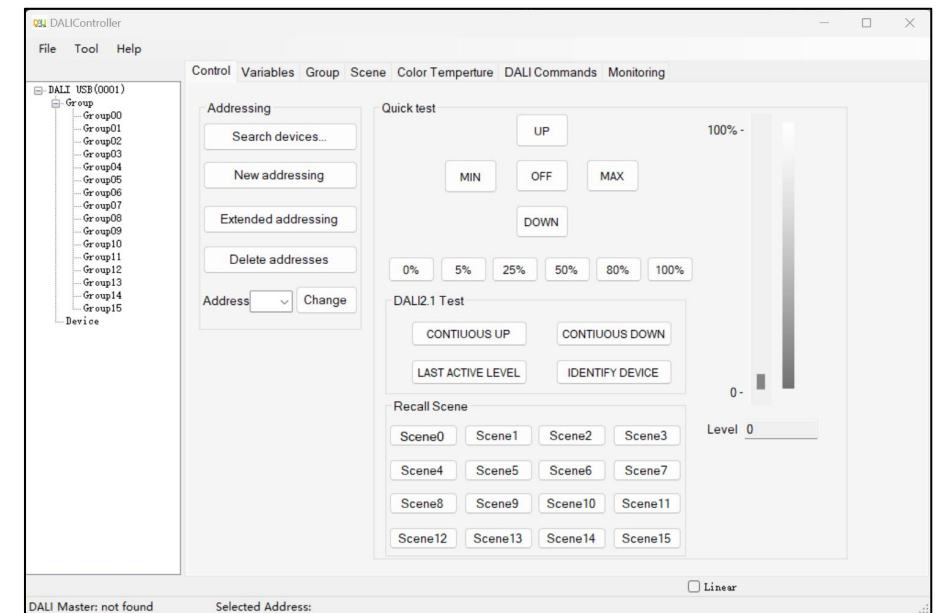 DALIController
File Tool Help
Control Variables Group Scene Color Temperture DALI Commands Monitoring
DALI USB(0001)
Group
Group00
Group01
Group02
Group03
Group04
Group05
Group06
Group07
Group08
Group09
Group10
Group11
Group12
Group13
Group14
Group15
Device
Addressing
Search devices...
New addressing
Extended addressing
Delete addresses
Address Change
Quick test
UP
MIN OFF MAX
DOWN
0% 5% 25% 50% 80% 100%
DALI2.1 Test
CONTIUOUS UP CONTIUOUS DOWN
LAST ACTIVE LEVEL IDENTIFY DEVICE
Recall Scene
Scene0 Scene1 Scene2 Scene3
Scene4 Scene5 Scene6 Scene7
Scene8 Scene9 Scene10 Scene11
Scene12 Scene13 Scene14 Scene15
100% -
0 -
Level 0
Linear
DALI Master: not found Selected Address: